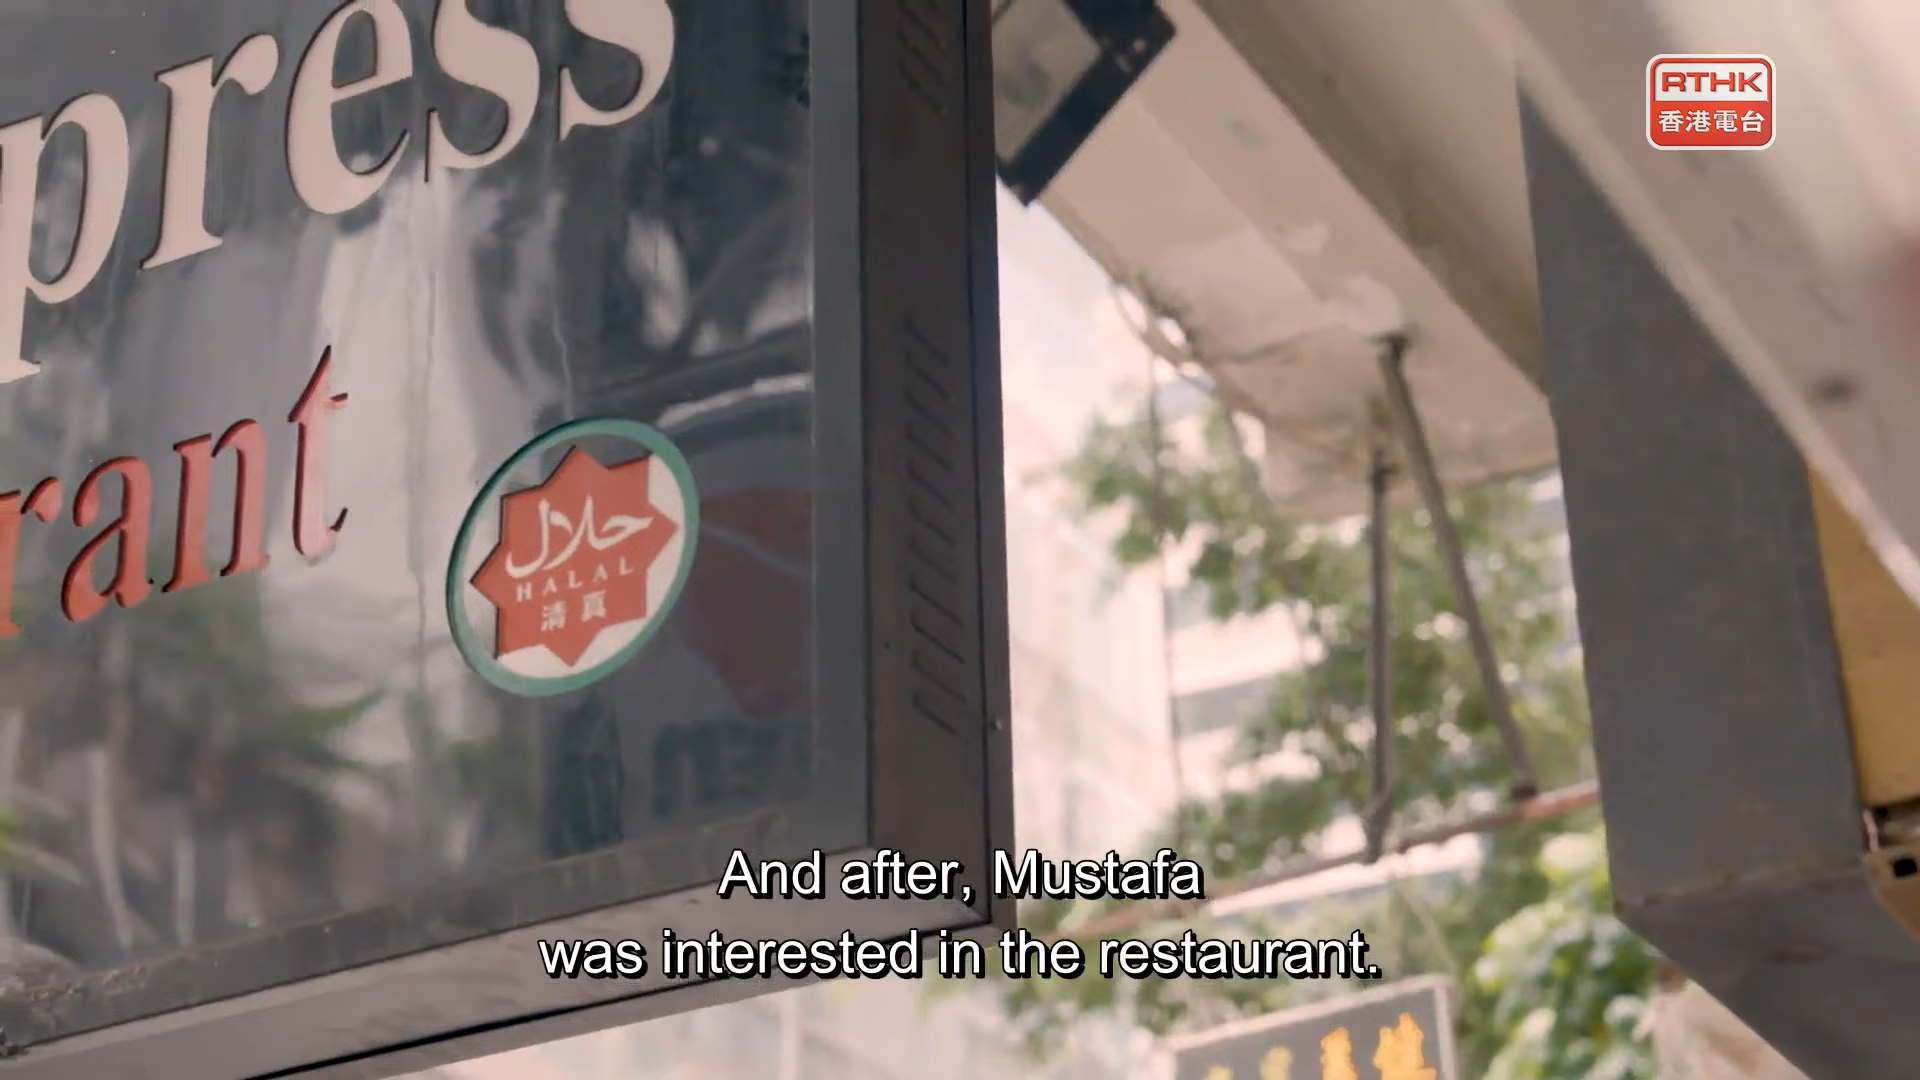 press
rant
حلال
HALAL
清真
RTHK
香港電台
And after, Mustafa
was interested in the restaurant.